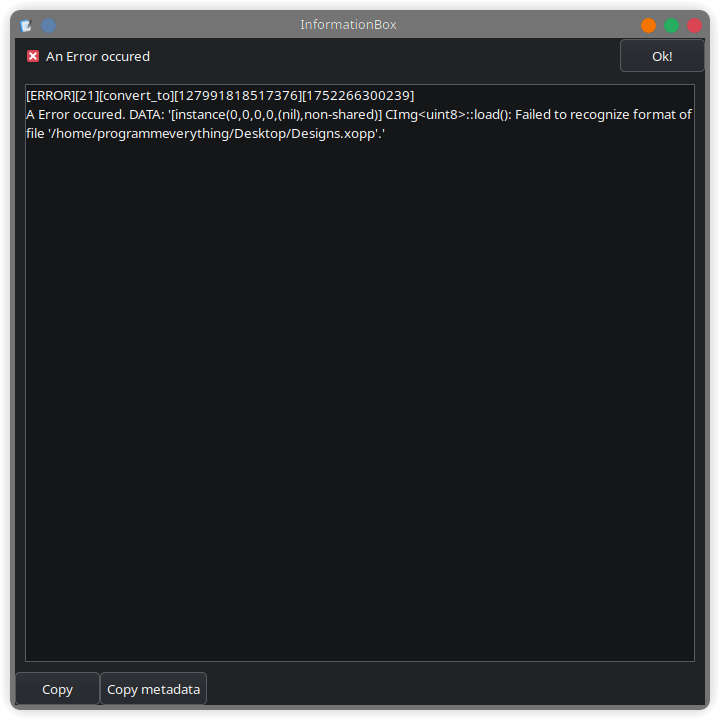 InformationBox
An Error occured
Ok!
[ERROR][21][convert_to][127991818517376][1752266300239]
A Error occured. DATA: '[instance(0,0,0,0,(nil),non-shared)] CImg<uint8>::load(): Failed to recognize format of
file '/home/programmeverything/Desktop/Designs.xopp'.'
Copy
Copy metadata